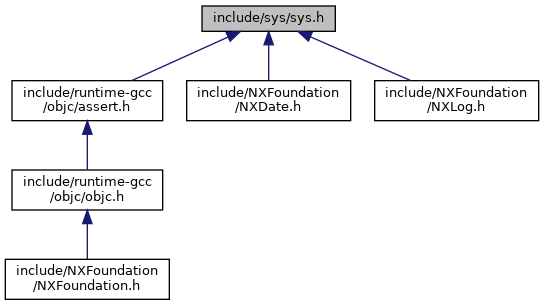 include/sys/sys.h
include/runtime-gcc
/objc/assert.h
include/NXFoundation
/NXDate.h
include/NXFoundation
/NXLog.h
include/runtime-gcc
/objc/objc.h
include/NXFoundation
/NXFoundation.h